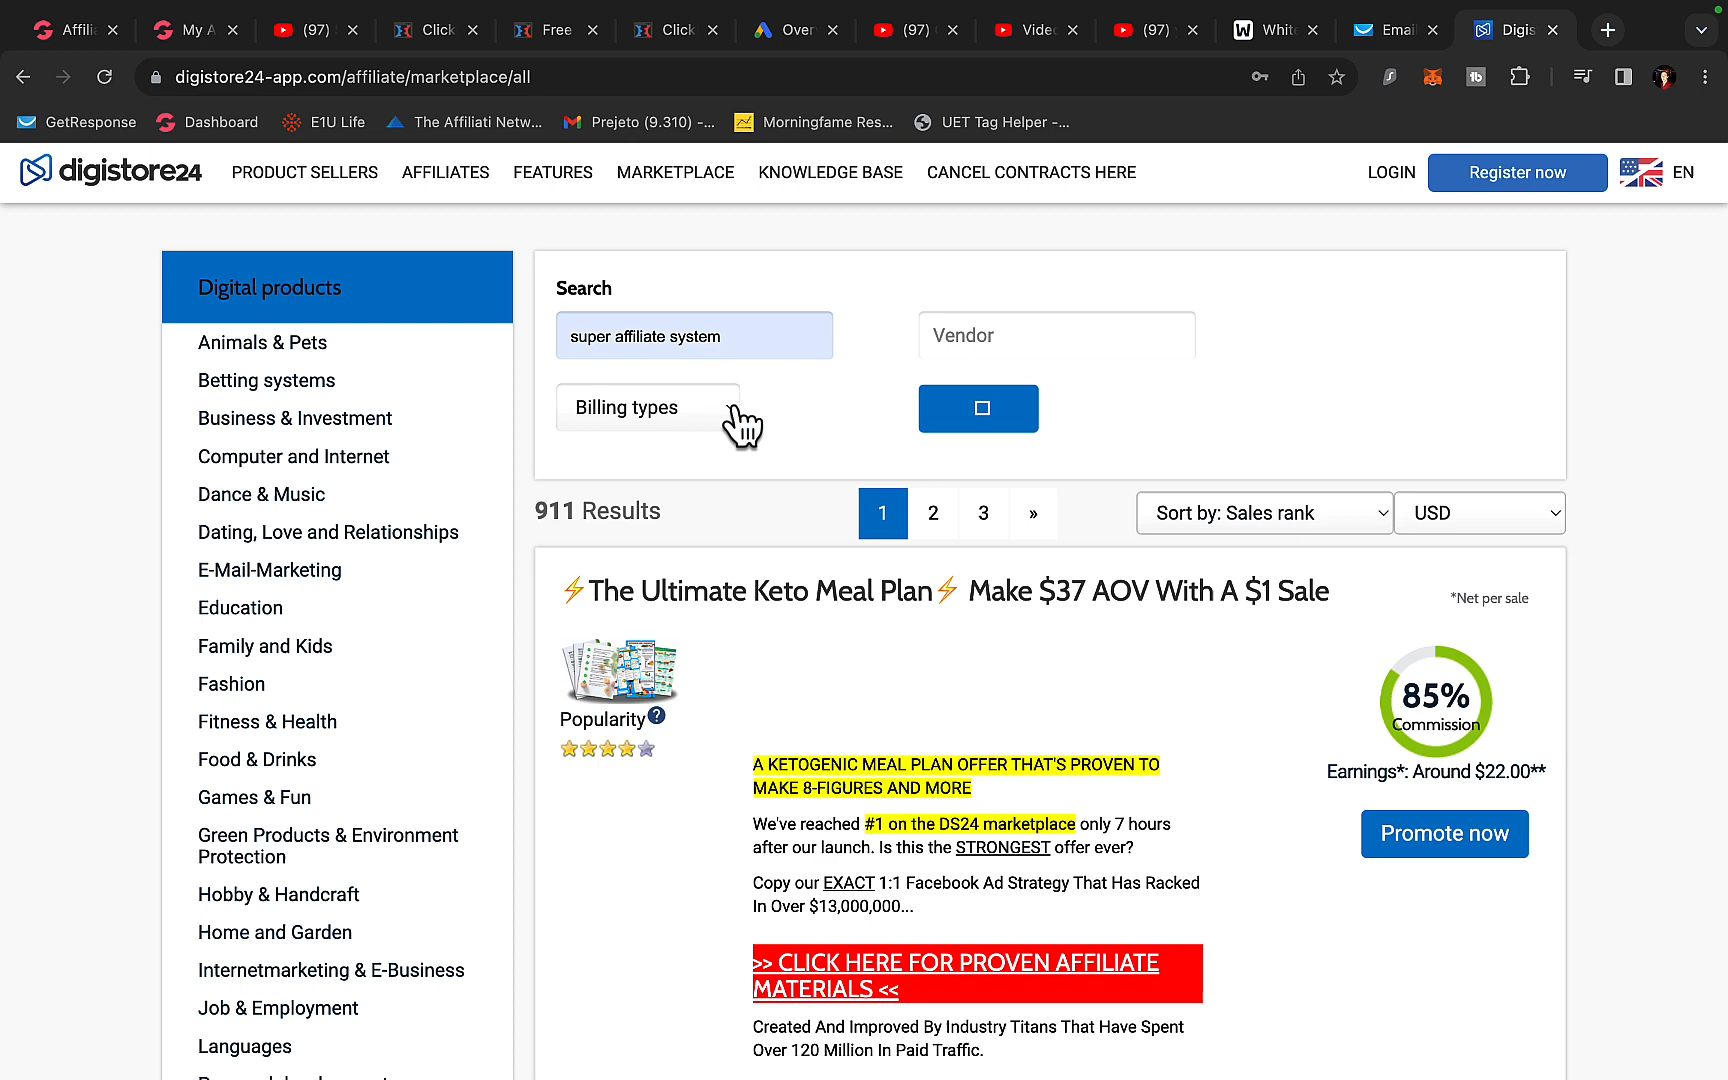 Affili
My A
(97)
Click
Free
Click
Over
(97)
Video
(97)
White
Email
Digis
digistore24-app.com/affiliate/marketplace/all
GetResponse
Dashboard
E1U Life
The Affiliati Netw...
Prejeto (9.310) -...
Morningfame Res...
UET Tag Helper -...
digistore24
PRODUCT SELLERS
AFFILIATES
FEATURES
MARKETPLACE
KNOWLEDGE BASE
CANCEL CONTRACTS HERE
LOGIN
Register now
EN
Digital products
Animals & Pets
Betting systems
Business & Investment
Computer and Internet
Dance & Music
Dating, Love and Relationships
E-Mail-Marketing
Education
Family and Kids
Fashion
Fitness & Health
Food & Drinks
Games & Fun
Green Products & Environment
Protection
Hobby & Handcraft
Home and Garden
Internetmarketing & E-Business
Job & Employment
Languages
Search
super affiliate system
Vendor
Billing types
911 Results
1 2 3 »
Sort by: Sales rank
USD
⚡The Ultimate Keto Meal Plan⚡ Make $37 AOV With A $1 Sale
*Net per sale
Popularity ?
85%
Commission
Earnings*: Around $22.00**
Promote now
A KETOGENIC MEAL PLAN OFFER THAT'S PROVEN TO
MAKE 8-FIGURES AND MORE
We've reached #1 on the DS24 marketplace only 7 hours
after our launch. Is this the STRONGEST offer ever?
Copy our EXACT 1:1 Facebook Ad Strategy That Has Racked
In Over $13,000,000...
>> CLICK HERE FOR PROVEN AFFILIATE
MATERIALS <<
Created And Improved By Industry Titans That Have Spent
Over 120 Million In Paid Traffic.